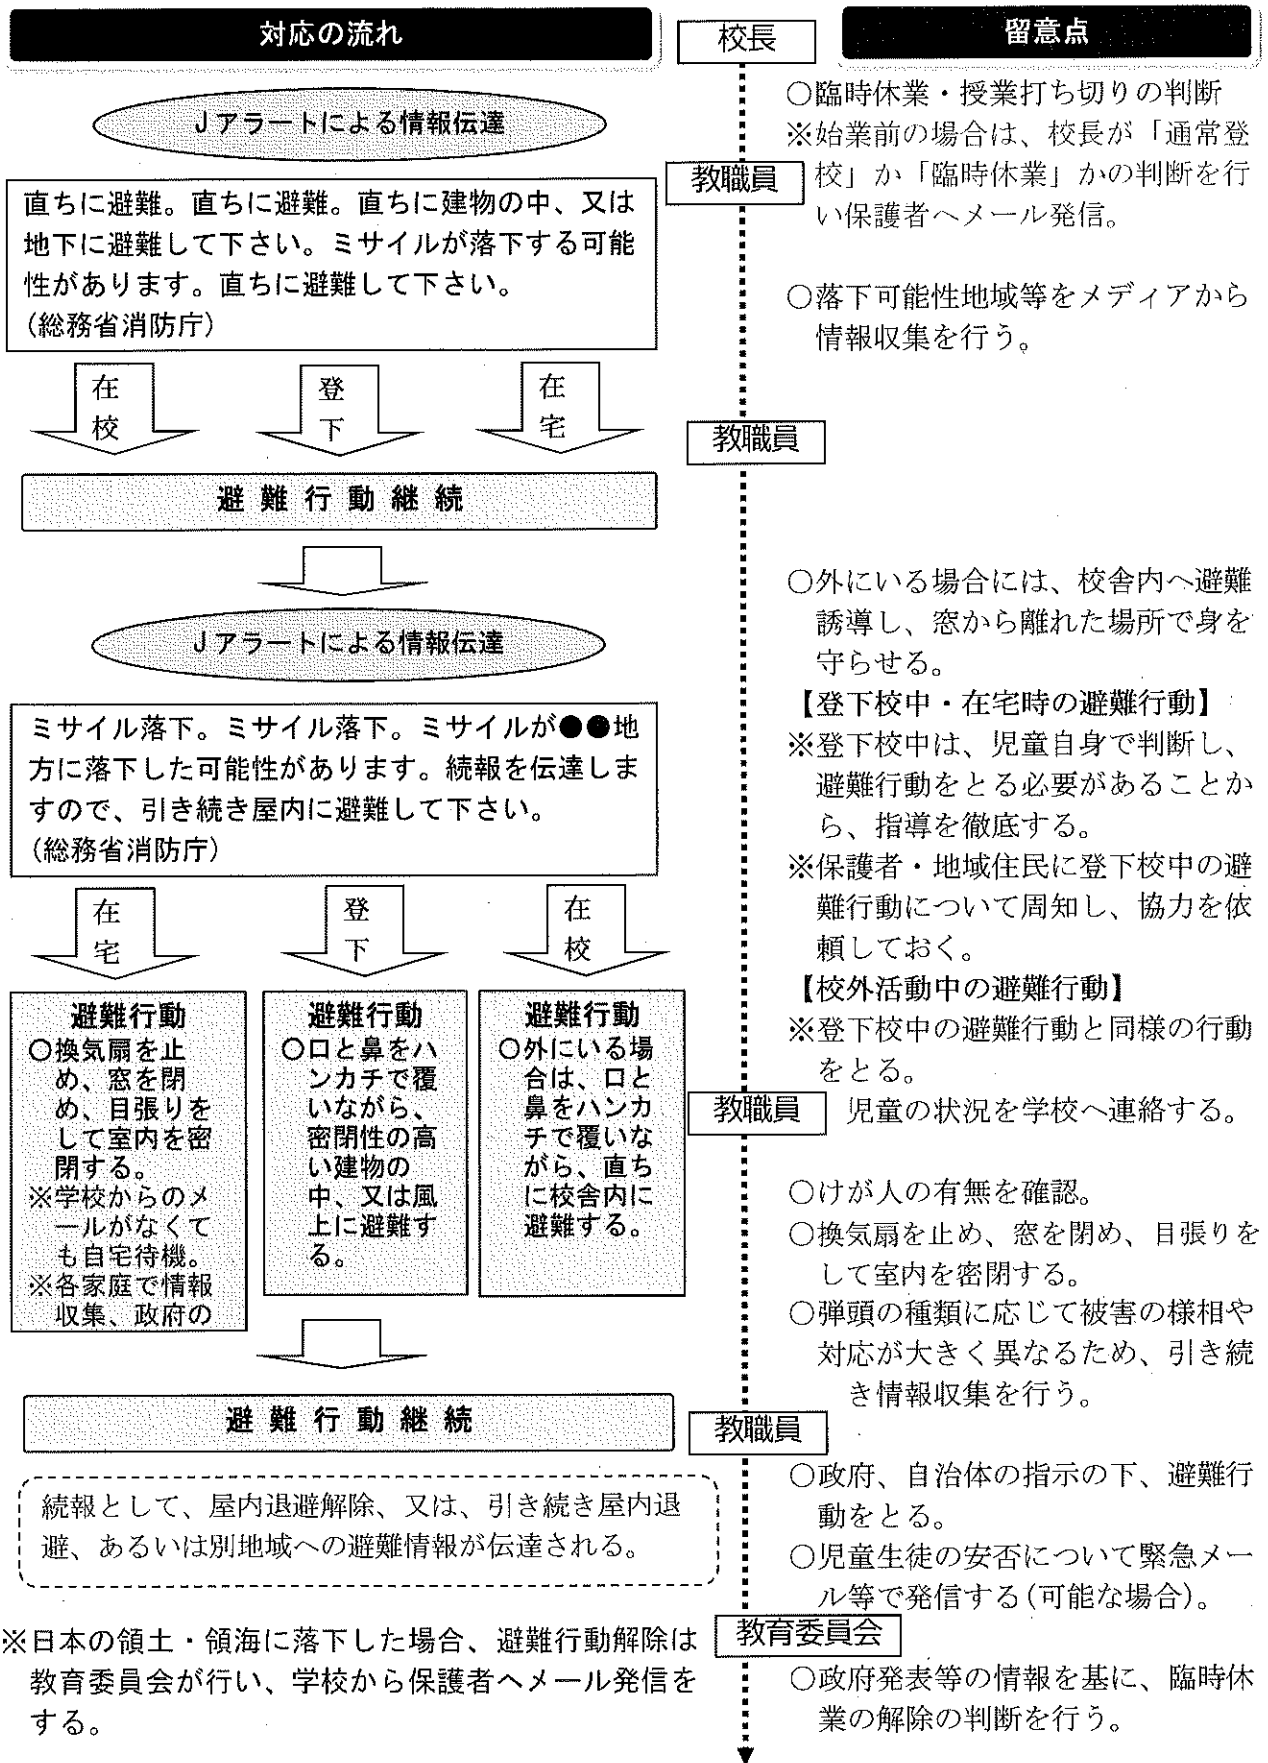 対応の流れ
Jアラートによる情報伝達
直ちに避難。直ちに避難。直ちに建物の中、又は
地下に避難して下さい。ミサイルが落下する可能
性があります。直ちに避難して下さい。
(総務省消防庁)
在校
登下
在宅
避難行動継続
Jアラートによる情報伝達
ミサイル落下。ミサイル落下。ミサイルが●●地
方に落下した可能性があります。続報を伝達しま
すので、引き続き屋内に避難して下さい。
(総務省消防庁)
在宅
登下
在校
避難行動
○換気扇を止
め、窓を閉
め、目張りを
して室内を密
閉する。
※学校からのメ
ールがなくて
も自宅待機。
※各家庭で情報
収集、政府の
避難行動
○口と鼻をハ
ンカチで覆
いながら、
密閉性の高
い建物の
中、又は風
上に避難す
る。
避難行動
○外にいる場
合は、口と
鼻をハンカ
チで覆いな
がら、直ち
に校舎内に
避難する。
避難行動継続
続報として、屋内退避解除、又は、引き続き屋内退
避、あるいは別地域への避難情報が伝達される。
※日本の領土・領海に落下した場合、避難行動解除は
教育委員会が行い、学校から保護者へメール発信を
する。
校長
留意点
○臨時休業・授業打ち切りの判断
※始業前の場合は、校長が「通常登
教職員
校」か「臨時休業」かの判断を行
い保護者へメール発信。
○落下可能性地域等をメディアから
情報収集を行う。
教職員
○外にいる場合には、校舎内へ避難
誘導し、窓から離れた場所で身を
守らせる。
【登下校中・在宅時の避難行動】
※登下校中は、児童自身で判断し、
避難行動をとる必要があることか
ら、指導を徹底する。
※保護者・地域住民に登下校中の避
難行動について周知し、協力を依
頼しておく。
【校外活動中の避難行動】
※登下校中の避難行動と同様の行動
をとる。
教職員
児童の状況を学校へ連絡する。
○けが人の有無を確認。
○換気扇を止め、窓を閉め、目張りを
して室内を密閉する。
○弾頭の種類に応じて被害の様相や
対応が大きく異なるため、引き続
き情報収集を行う。
教職員
○政府、自治体の指示の下、避難行
動をとる。
○児童生徒の安否について緊急メー
ル等で発信する(可能な場合)。
教育委員会
○政府発表等の情報を基に、臨時休
業の解除の判断を行う。